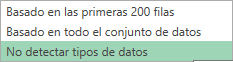 Basado en las primeras 200 filas
Basado en todo el conjunto de datos
No detectar tipos de datos